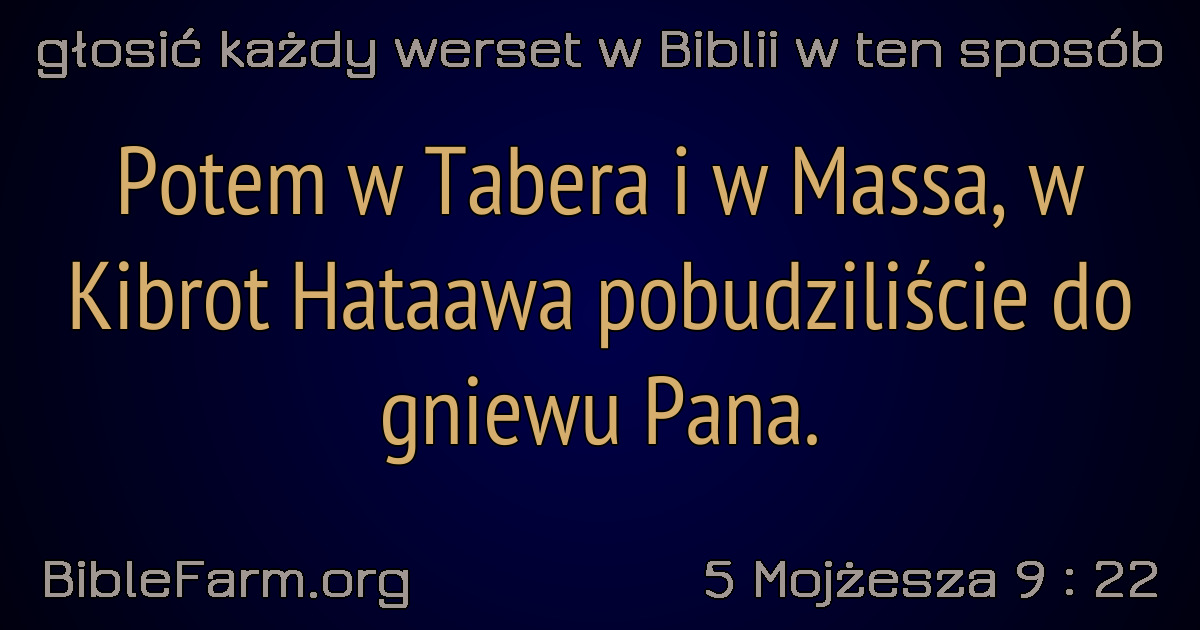 głosić każdy werset w Biblii w ten sposób
Potem w Tabera i w Massa, w
Kibrot Hataawa pobudziliście do
gniewu Pana.
BibleFarm.org
5 Mojżesza 9 : 22